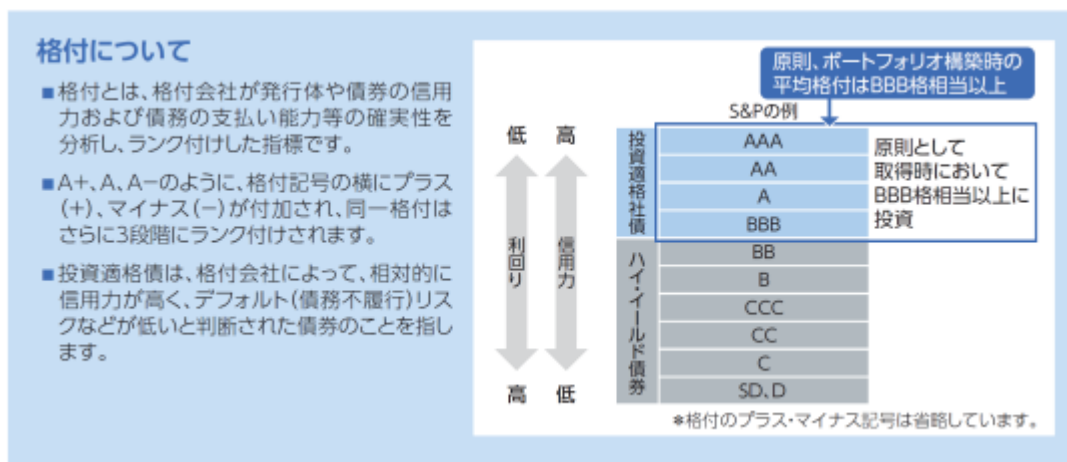 格付について
■格付とは、格付会社が発行体や債券の信用
力および債務の支払い能力等の確実性を
分析し、ランク付けした指標です。
■A+、A、A−のように、格付記号の横にプラス
(+)、マイナス(−)が付加され、同一格付は
さらに3段階にランク付けされます。
■投資適格債は、格付会社によって、相対的に
信用力が高く、デフォルト(債務不履行)リス
クなどが低いと判断された債券のことを指し
ます。
原則、ポートフォリオ構築時の
平均格付はBBB格相当以上
S&Pの例
低
高
利回り
信用力
高
低
投資適格社債
ハイ・イールド債券
AAA
AA
A
BBB
BB
B
CCC
CC
C
SD、D
原則として
取得時において
BBB格相当以上に
投資
*格付のプラス・マイナス記号は省略しています。